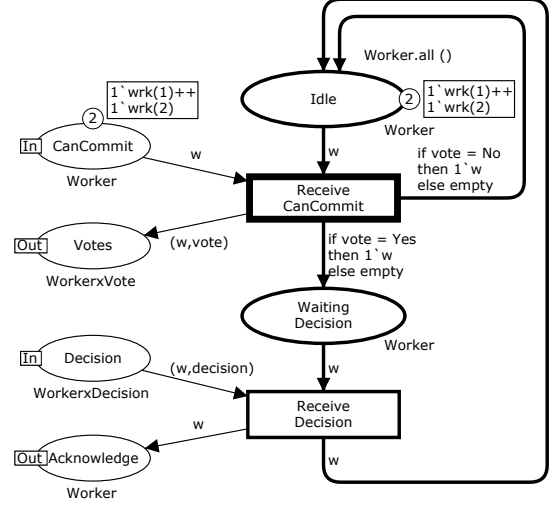 Worker.all ()
1`wrk(1)++
1`wrk(2)
2
Idle
2
1`wrk(1)++
1`wrk(2)
Worker
In
CanCommit
Worker
w
w
if vote = No
then 1`w
else empty
Receive
CanCommit
Out
Votes
WorkerxVote
(w,vote)
if vote = Yes
then 1`w
else empty
Waiting
Decision
Worker
In
Decision
WorkerxDecision
(w,decision)
w
Receive
Decision
w
Out
Acknowledge
Worker
w